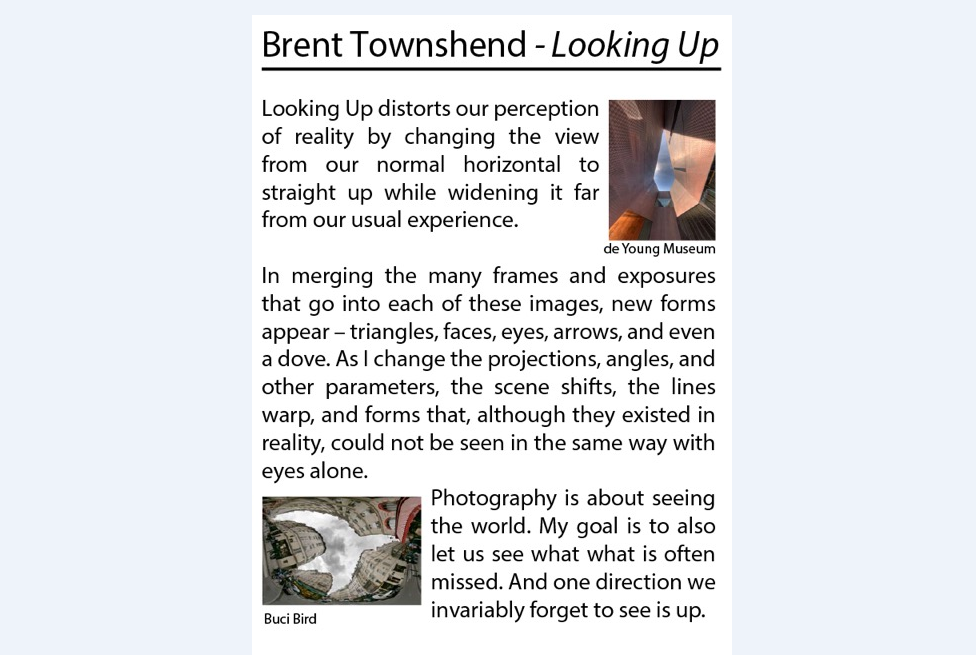 Brent Townshend - Looking Up
Looking Up distorts our perception
of reality by changing the view
from our normal horizontal to
straight up while widening it far
from our usual experience.
de Young Museum
In merging the many frames and exposures
that go into each of these images, new forms
appear – triangles, faces, eyes, arrows, and even
a dove. As I change the projections, angles, and
other parameters, the scene shifts, the lines
warp, and forms that, although they existed in
reality, could not be seen in the same way with
eyes alone.
Photography is about seeing
the world. My goal is to also
let us see what what is often
missed. And one direction we
invariably forget to see is up.
Buci Bird